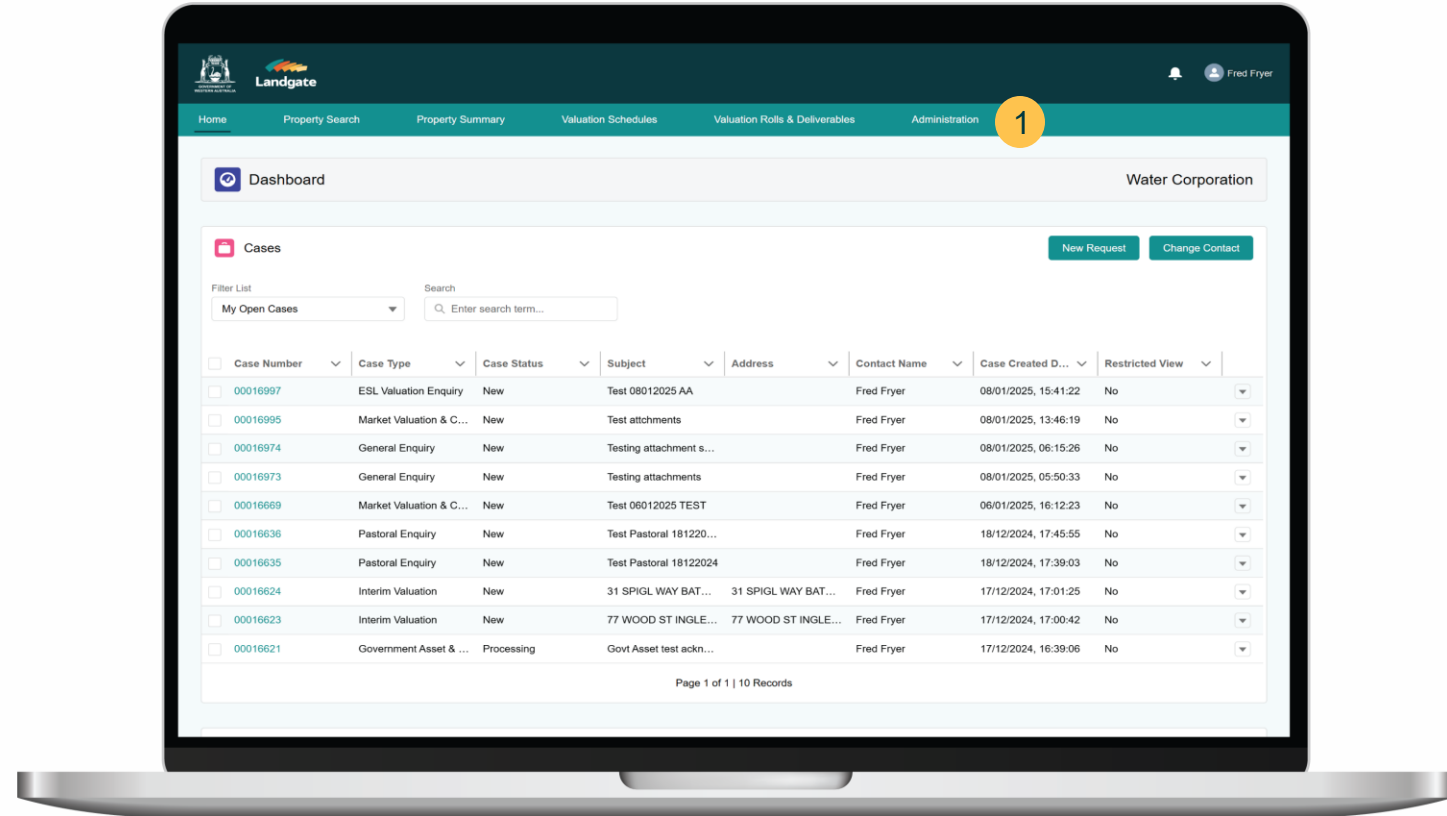 GOVERNMENT OF
WESTERN AUSTRALIA
Landgate
Fred Fryer
Home Property Search Property Summary Valuation Schedules Valuation Rolls & Deliverables Administration 1
Dashboard Water Corporation
Cases New Request Change Contact
Filter List Search
My Open Cases Enter search term...
Case Number Case Type Case Status Subject Address Contact Name Case Created D... Restricted View
00016997 ESL Valuation Enquiry New Test 08012025 AA Fred Fryer 08/01/2025, 15:41:22 No
00016995 Market Valuation & C... New Test attchments Fred Fryer 08/01/2025, 13:46:19 No
00016974 General Enquiry New Testing attachment s... Fred Fryer 08/01/2025, 06:15:26 No
00016973 General Enquiry New Testing attachments Fred Fryer 08/01/2025, 05:50:33 No
00016669 Market Valuation & C... New Test 06012025 TEST Fred Fryer 06/01/2025, 16:12:23 No
00016636 Pastoral Enquiry New Test Pastoral 181220... Fred Fryer 18/12/2024, 17:45:55 No
00016635 Pastoral Enquiry New Test Pastoral 18122024 Fred Fryer 18/12/2024, 17:39:03 No
00016624 Interim Valuation New 31 SPIGL WAY BAT... 31 SPIGL WAY BAT... Fred Fryer 17/12/2024, 17:01:25 No
00016623 Interim Valuation New 77 WOOD ST INGLE... 77 WOOD ST INGLE... Fred Fryer 17/12/2024, 17:00:42 No
00016621 Government Asset & ... Processing Govt Asset test ackn... Fred Fryer 17/12/2024, 16:39:06 No
Page 1 of 1 | 10 Records